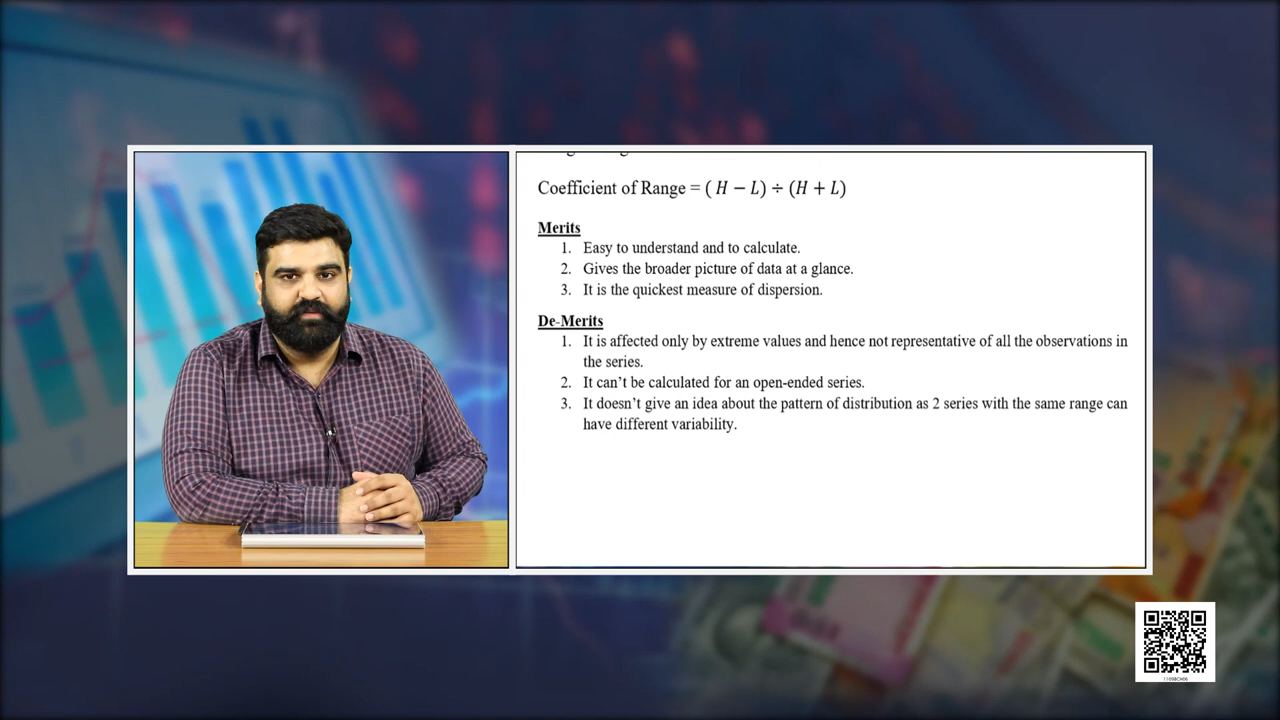 Coefficient of Range = ( H − L) ÷ (H + L)
Merits
1. Easy to understand and to calculate.
2. Gives the broader picture of data at a glance.
3. It is the quickest measure of dispersion.
De-Merits
1. It is affected only by extreme values and hence not representative of all the observations in
the series.
2. It can’t be calculated for an open-ended series.
3. It doesn’t give an idea about the pattern of distribution as 2 series with the same range can
have different variability.